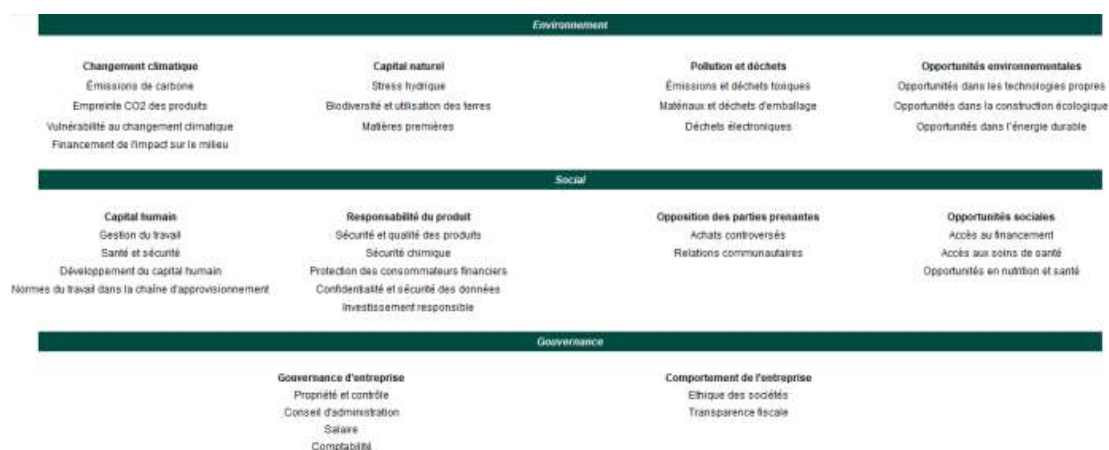 Environnement
Changement climatique
Émissions de carbone
Empreinte CO2 des produits
Vulnérabilité au changement climatique
Financement de l'impact sur le milieu
Capital naturel
Stress hydrique
Biodiversité et utilisation des terres
Matières premières
Pollution et déchets
Émissions et déchets toxiques
Matériaux et déchets d'emballage
Déchets électroniques
Opportunités environnementales
Opportunités dans les technologies propres
Opportunités dans la construction écologique
Opportunités dans l'énergie durable
Social
Capital humain
Gestion du travail
Santé et sécurité
Développement du capital humain
Normes du travail dans la chaîne d'approvisionnement
Responsabilité du produit
Sécurité et qualité des produits
Sécurité chimique
Protection des consommateurs financiers
Confidentialité et sécurité des données
Investissement responsable
Opposition des parties prenantes
Achats controversés
Relations communautaires
Opportunités sociales
Accès au financement
Accès aux soins de santé
Opportunités en nutrition et santé
Gouvernance
Gouvernance d'entreprise
Propriété et contrôle
Conseil d'administration
Salaire
Comptabilité
Comportement de l'entreprise
Ethique des sociétés
Transparence fiscale